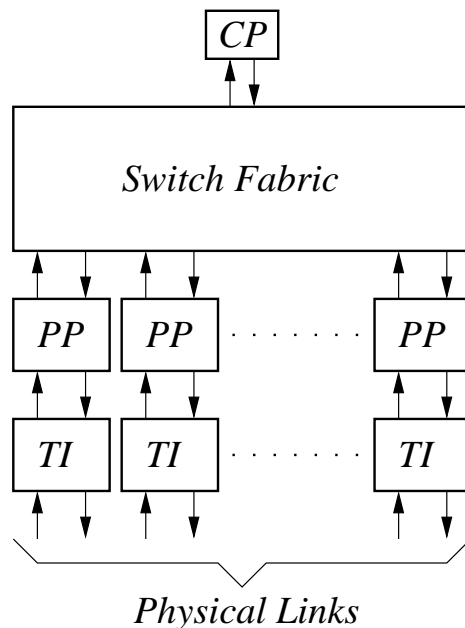 CP
Switch Fabric
PP PP . . . . . . . PP
TI TI . . . . . . . TI
Physical Links